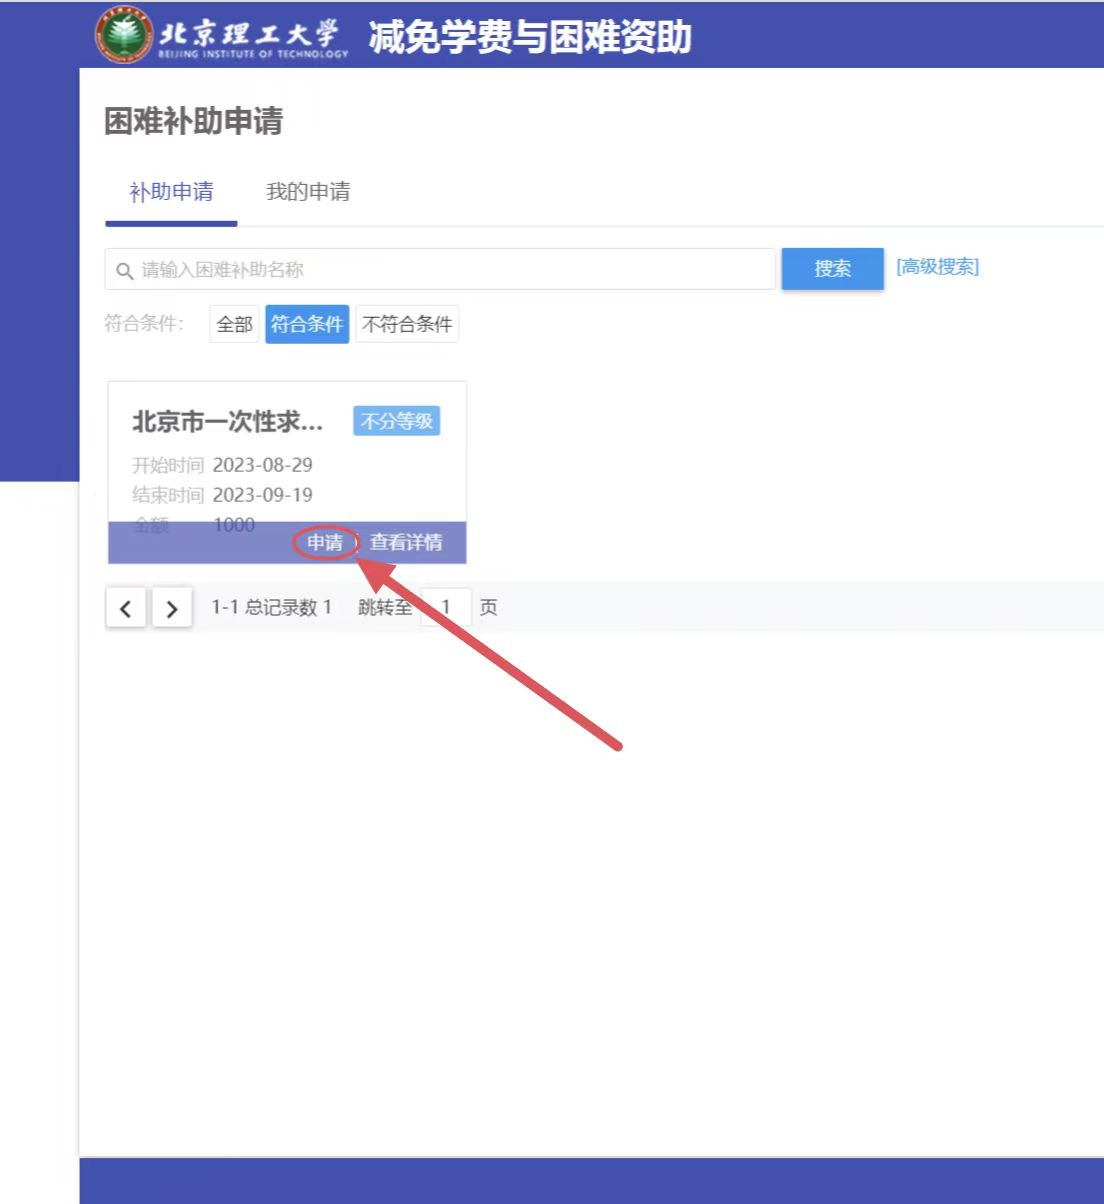 北京理工大学
BEIJING INSTITUTE OF TECHNOLOGY
减免学费与困难资助
困难补助申请
补助申请 我的申请
请输入困难补助名称 搜索 [高级搜索]
符合条件: 全部 符合条件 不符合条件
北京市一次性求... 不分等级
开始时间 2023-08-29
结束时间 2023-09-19
金额 1000
申请 查看详情
1-1 总记录数 1 跳转至 1 页